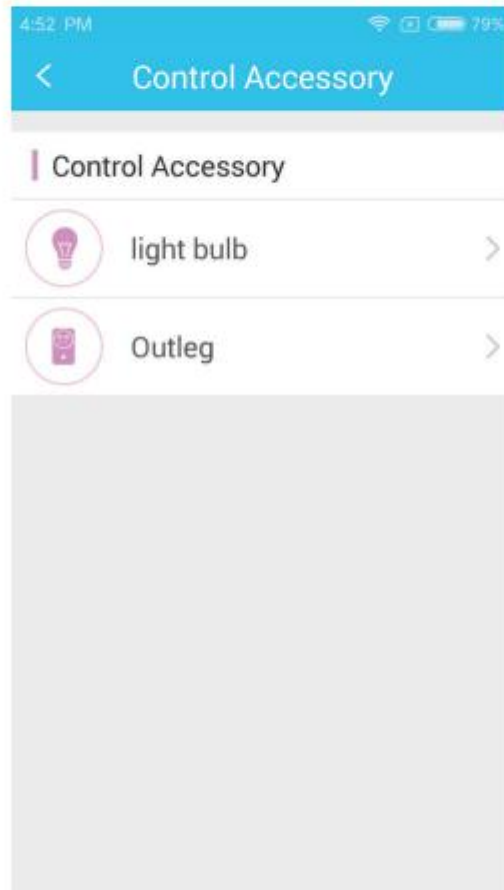 4:52 PM 79%
Control Accessory
Control Accessory
light bulb
Outleg